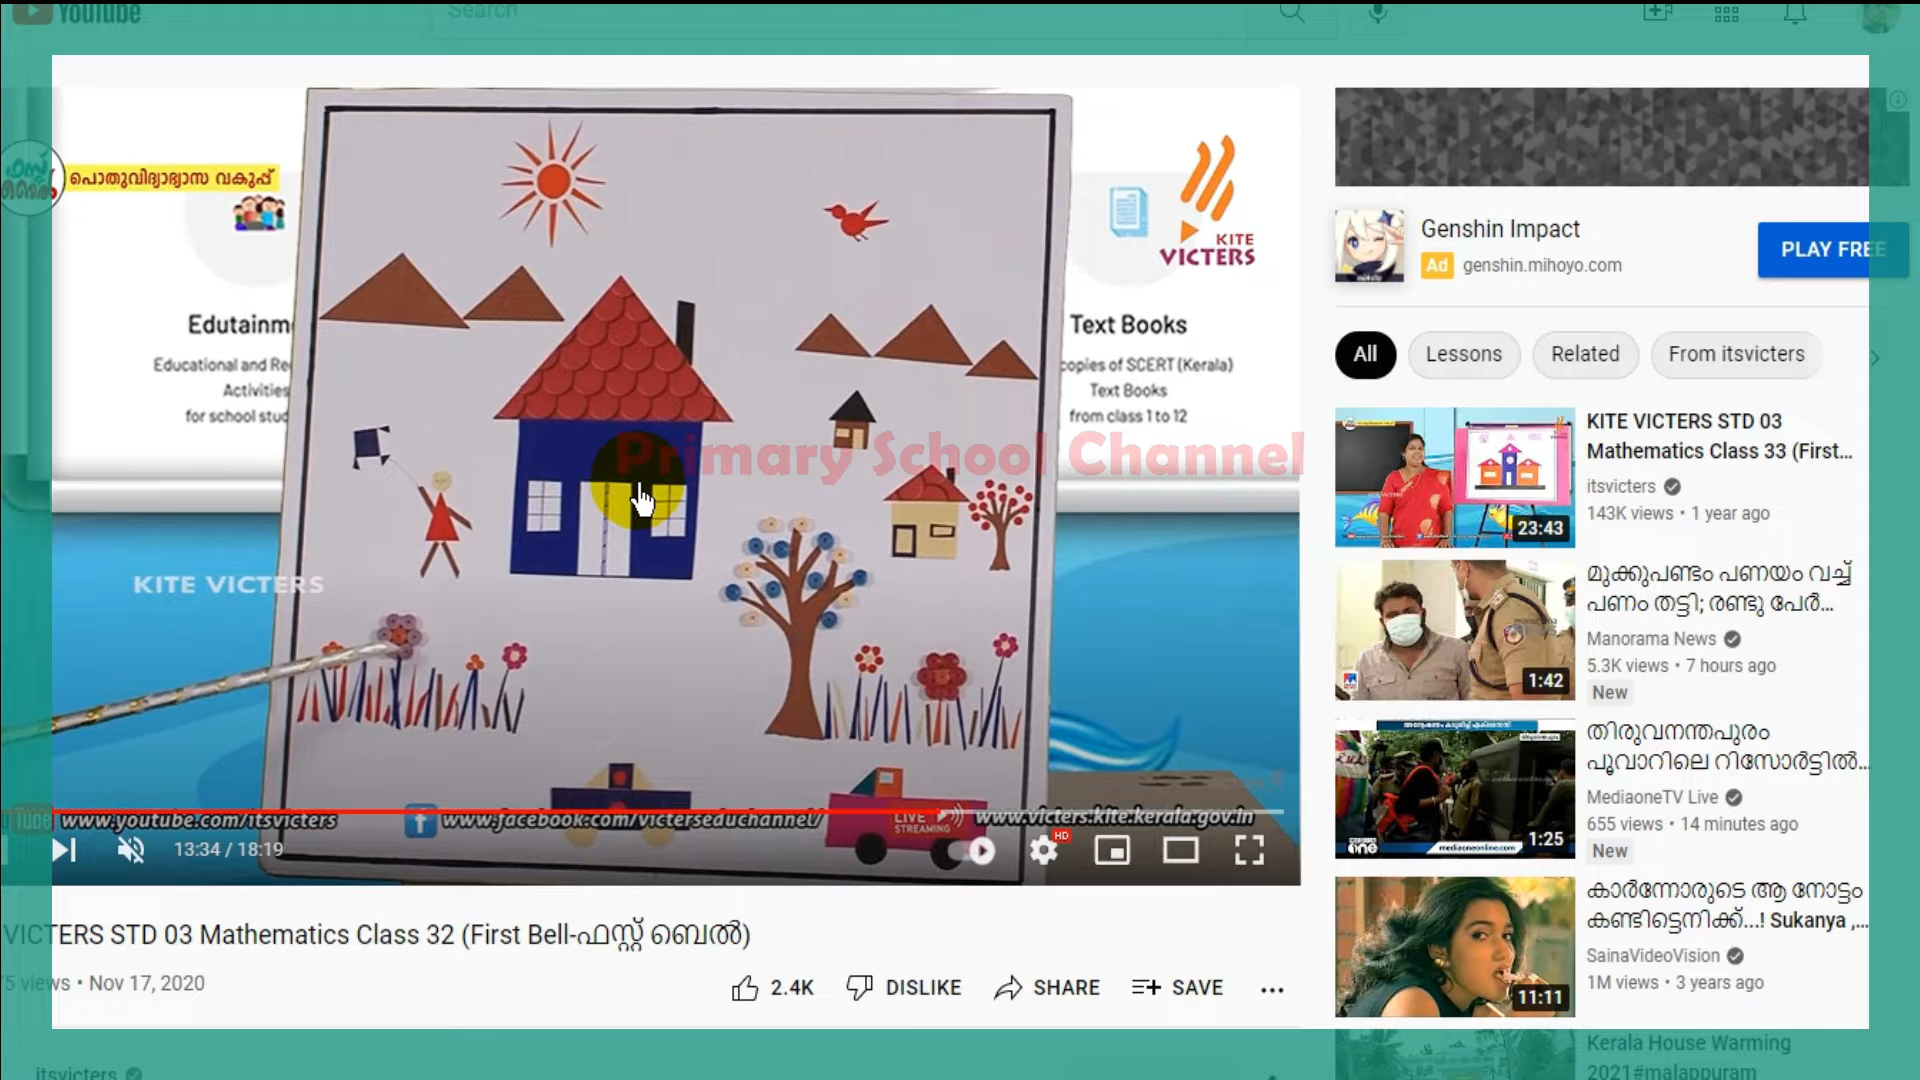 YouTube
Search
പൊതുവിദ്യാഭ്യാസ വകുപ്പ്
KITE
VICTERS
Text Books
copies of SCERT (Kerala)
Text Books
from class 1 to 12
Educational and
Activities
for school
Primary School Channel
KITE VICTERS
www.youtube.com/itsvicters
www.facebook.com/victerseduchannel/
LIVE
STREAMING
www.victers.kite.kerala.gov.in
13:34 / 18:19
HD
VICTERS STD 03 Mathematics Class 32 (First Bell-ഫസ്റ്റ് ബെൽ)
views • Nov 17, 2020
2.4K
DISLIKE
SHARE
SAVE
itsvicters
Genshin Impact
Ad genshin.mihoyo.com
PLAY FREE
All
Lessons
Related
From itsvicters
KITE VICTERS STD 03
Mathematics Class 33 (First...
itsvicters
143K views • 1 year ago
23:43
മുക്കുപണ്ടം പണയം വച്ച്
പണം തട്ടി; രണ്ടു പേർ...
Manorama News
5.3K views • 7 hours ago
New
1:42
തിരുവനന്തപുരം
പൂവാറിലെ റിസോർട്ടിൽ...
MediaoneTV Live
655 views • 14 minutes ago
New
mediaoneonline.com
1:25
കാർന്നോരുടെ ആ നോട്ടം
കണ്ടിട്ടെനിക്ക്...! Sukanya ,...
SainaVideoVision
1M views • 3 years ago
11:11
Kerala House Warming
2021#malappuram